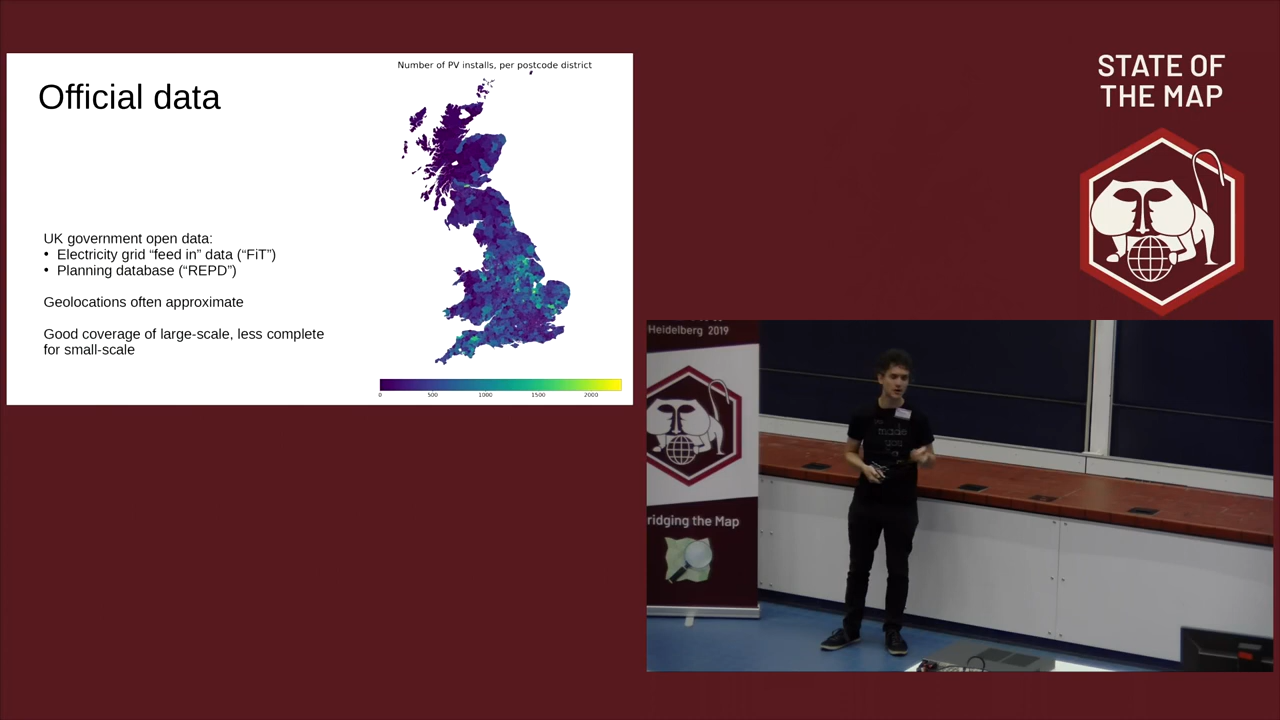 Official data
UK government open data:
• Electricity grid “feed in” data (“FiT”)
• Planning database (“REPD”)
Geolocations often approximate
Good coverage of large-scale, less complete
for small-scale
Number of PV installs, per postcode district
0 500 1000 1500 2000
STATE OF
THE MAP
Heidelberg 2019
ridging the Map
made
you